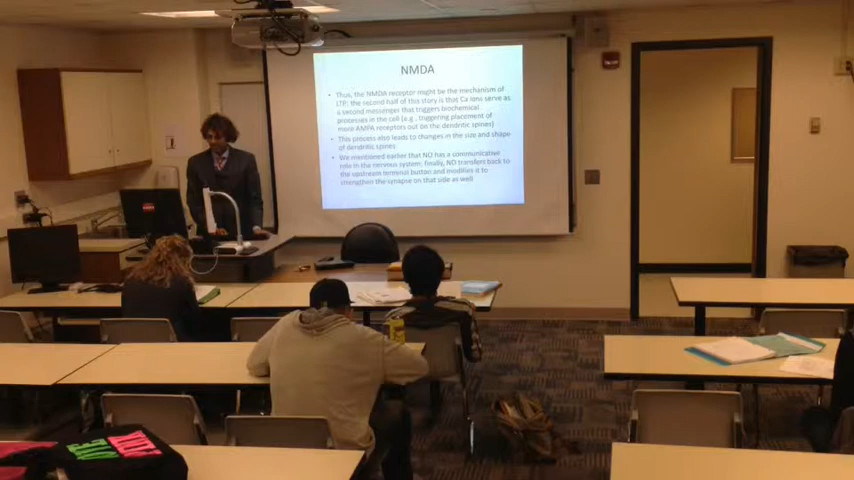 NMDA
• Thus, the NMDA receptor might be the mechanism of
LTP; the second half of this story is that Ca ions serve as
a second messenger that triggers biochemical
processes in the cell (e.g., triggering placement of
more AMPA receptors out on the dendritic spines)
• This process also leads to changes in the size and shape
of dendritic spines
• We mentioned earlier that NO has a communicative
role in the nervous system; finally, NO transfers back to
the upstream terminal button and modifies it to
strengthen the synapse on that side as well